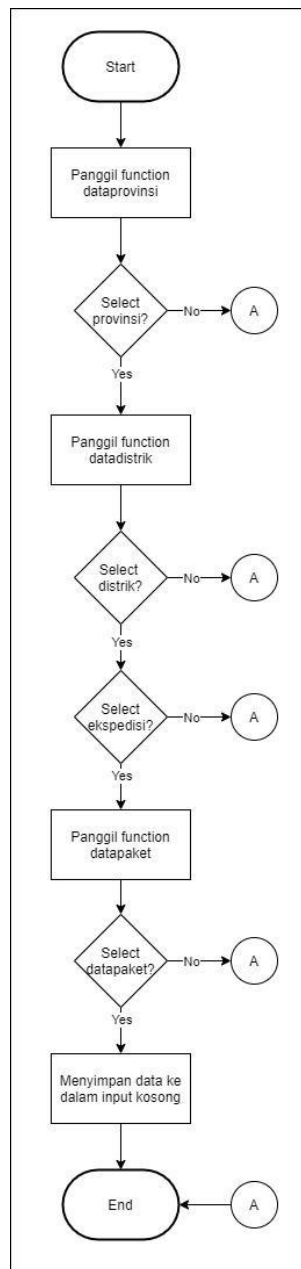 Start
Panggil function
dataprovinsi
Select
provinsi?
No
A
Yes
Panggil function
datadistrik
Select
distrik?
No
A
Yes
Select
ekspedisi?
No
A
Yes
Panggil function
datapaket
Select
datapaket?
No
A
Yes
Menyimpan data ke
dalam input kosong
End
A